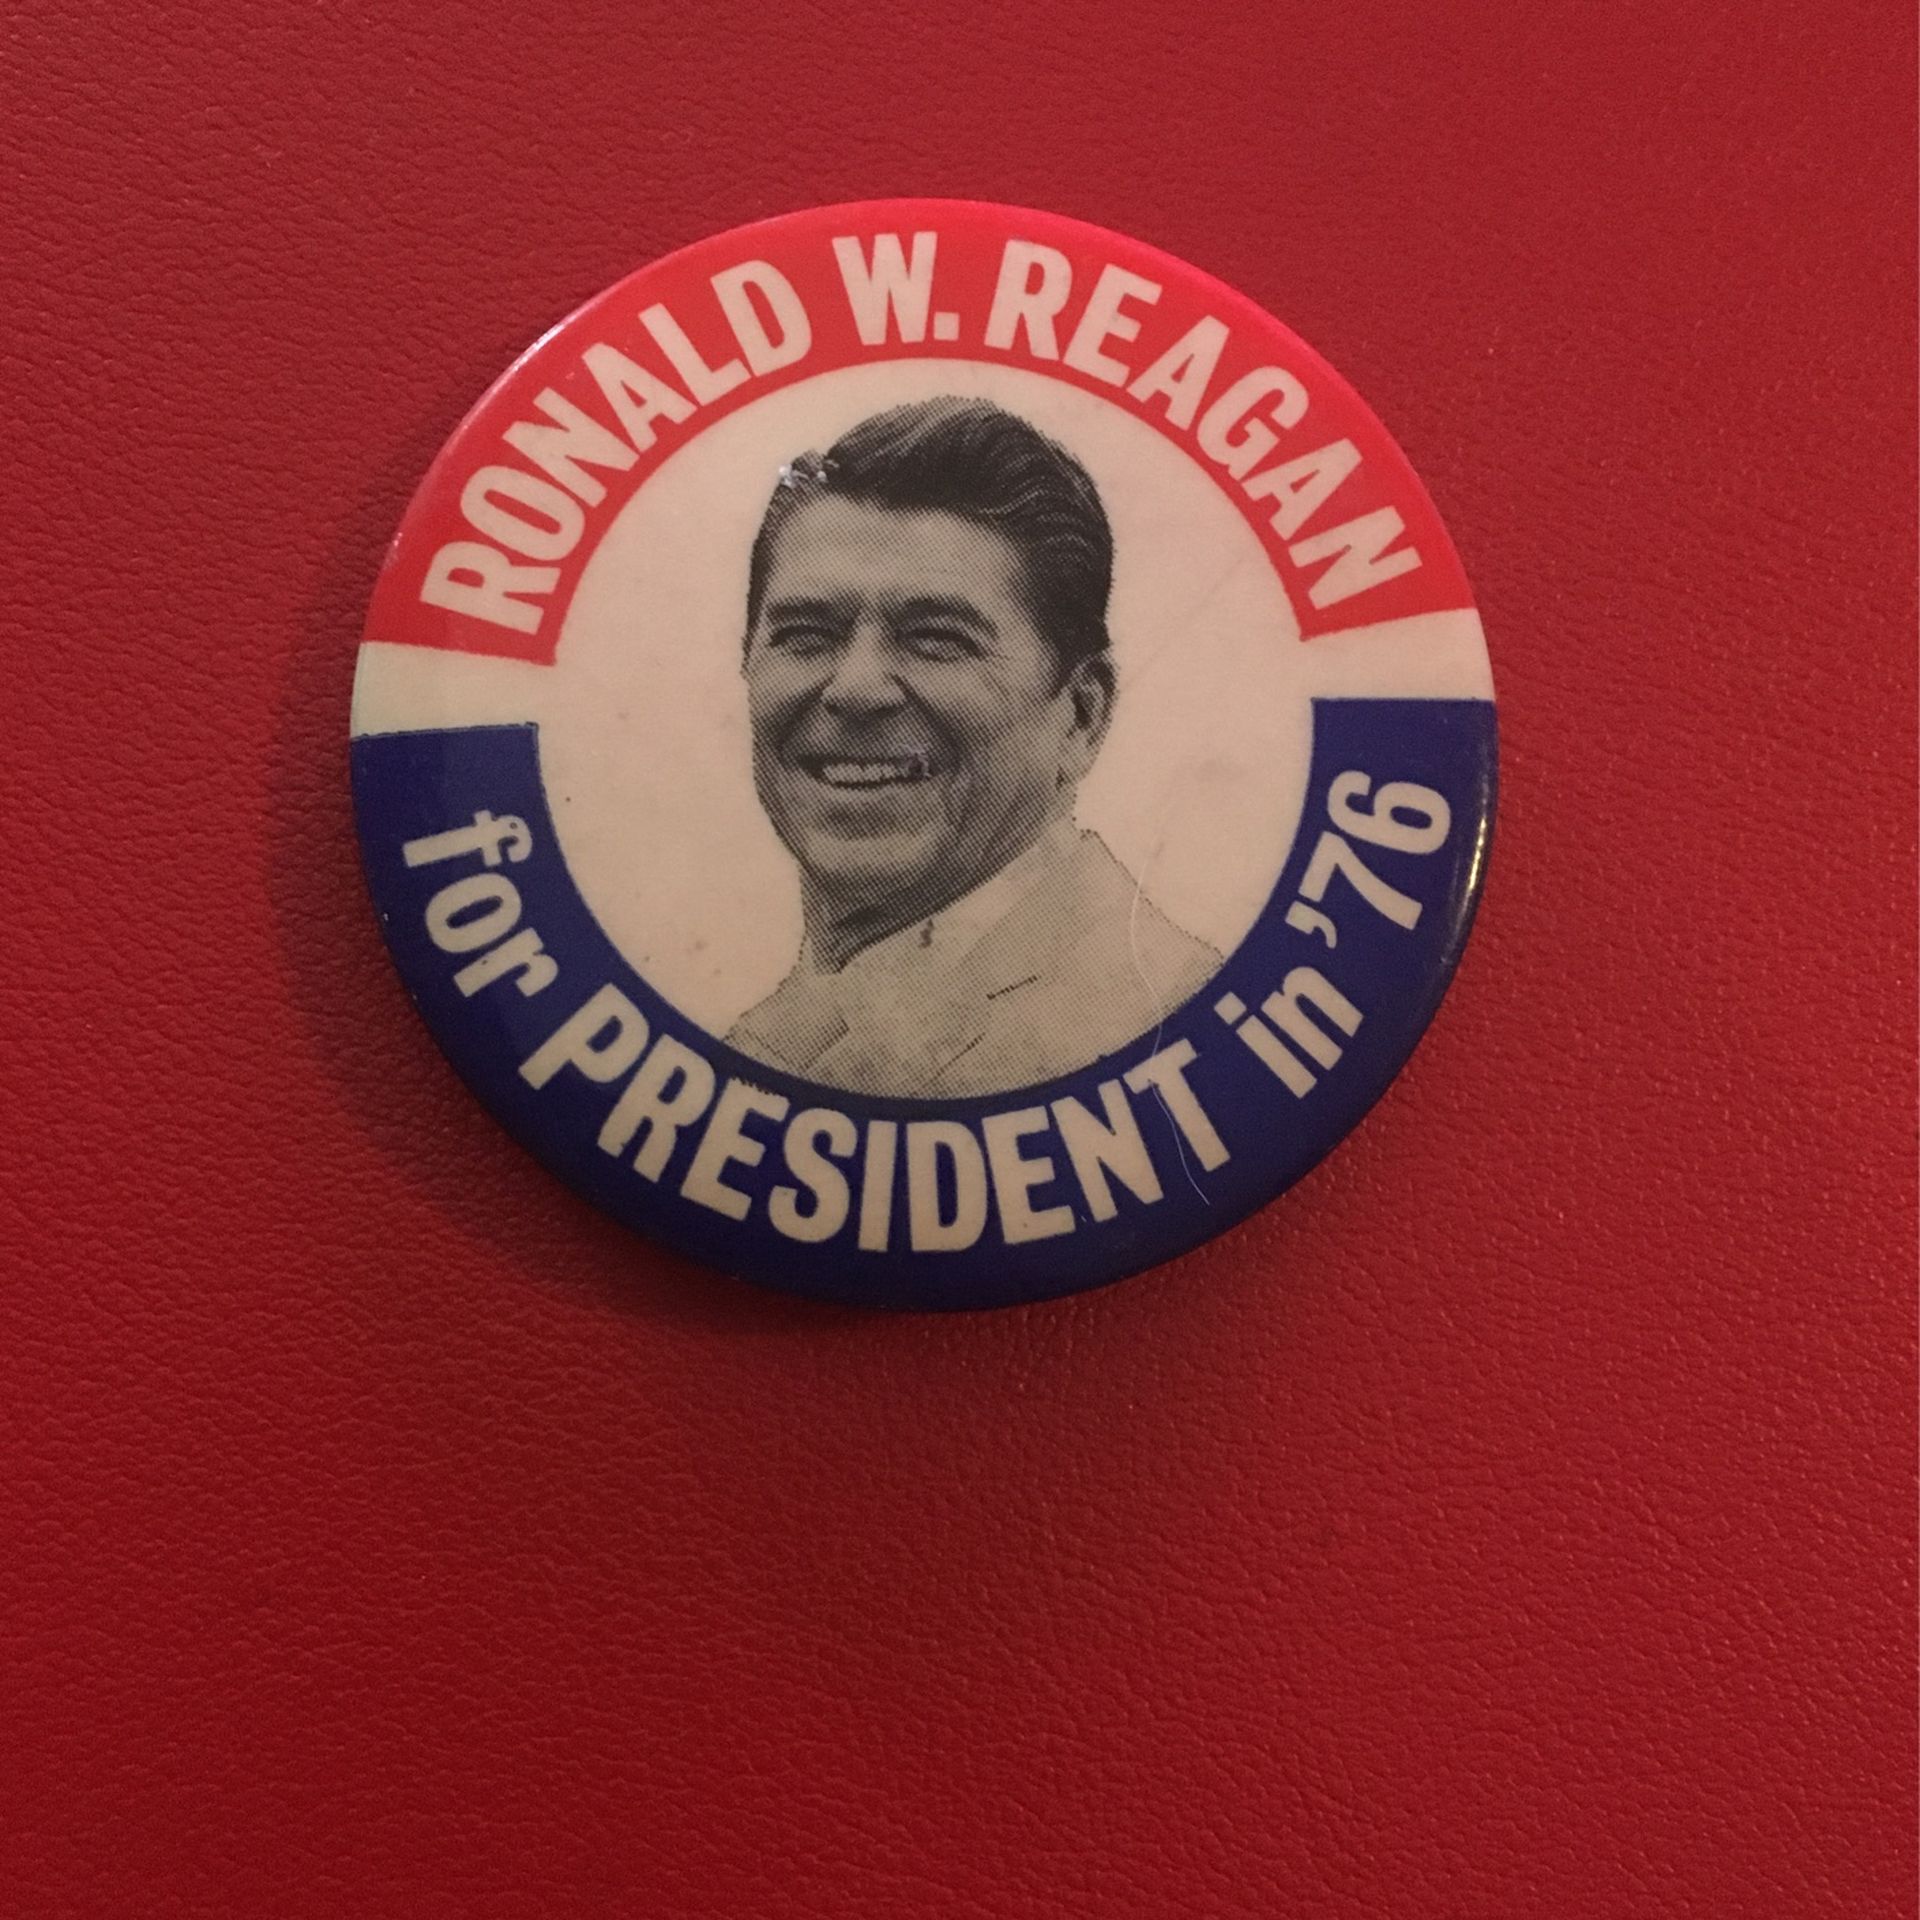 RONALD W. REAGAN
for PRESIDENT in '76